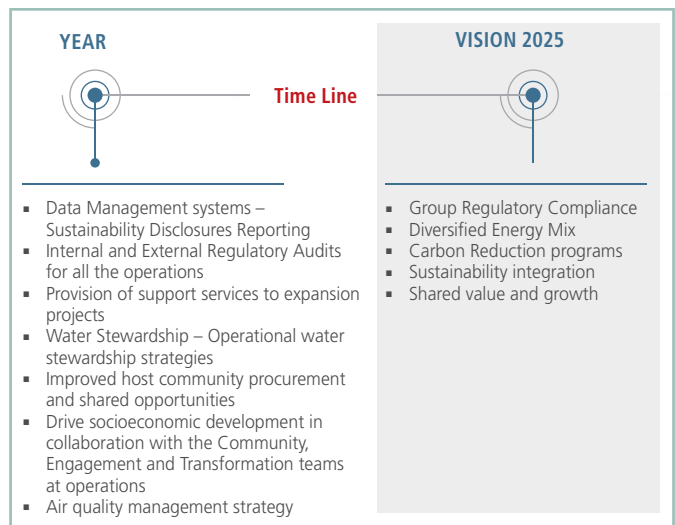 YEAR
VISION 2025
Time Line
▪ Data Management systems –
Sustainability Disclosures Reporting
▪ Internal and External Regulatory Audits
for all the operations
▪ Provision of support services to expansion
projects
▪ Water Stewardship – Operational water
stewardship strategies
▪ Improved host community procurement
and shared opportunities
▪ Drive socioeconomic development in
collaboration with the Community,
Engagement and Transformation teams
at operations
▪ Air quality management strategy
▪ Group Regulatory Compliance
▪ Diversified Energy Mix
▪ Carbon Reduction programs
▪ Sustainability integration
▪ Shared value and growth